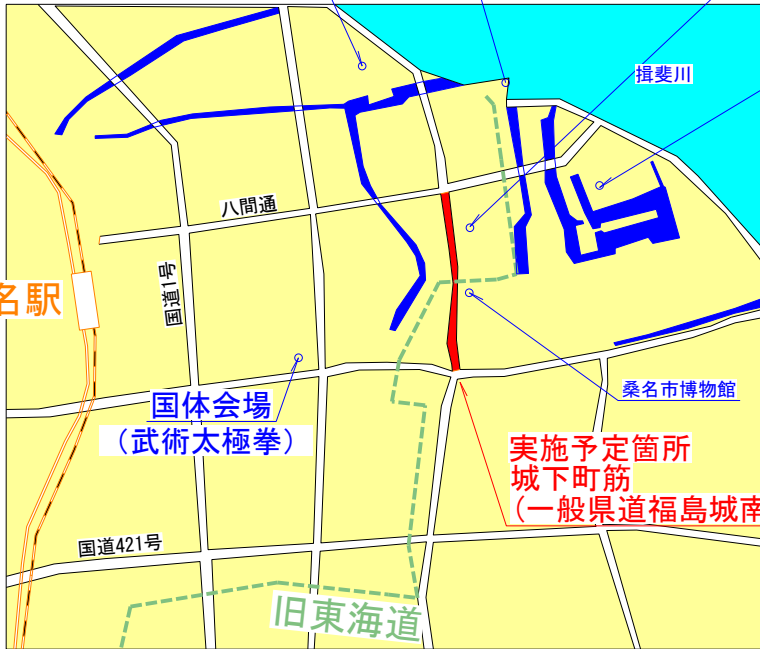 揖斐川
八間通
国道1号
名駅
桑名市博物館
国体会場
（武術太極拳）
実施予定箇所
城下町筋
（一般県道福島城南
国道421号
旧東海道